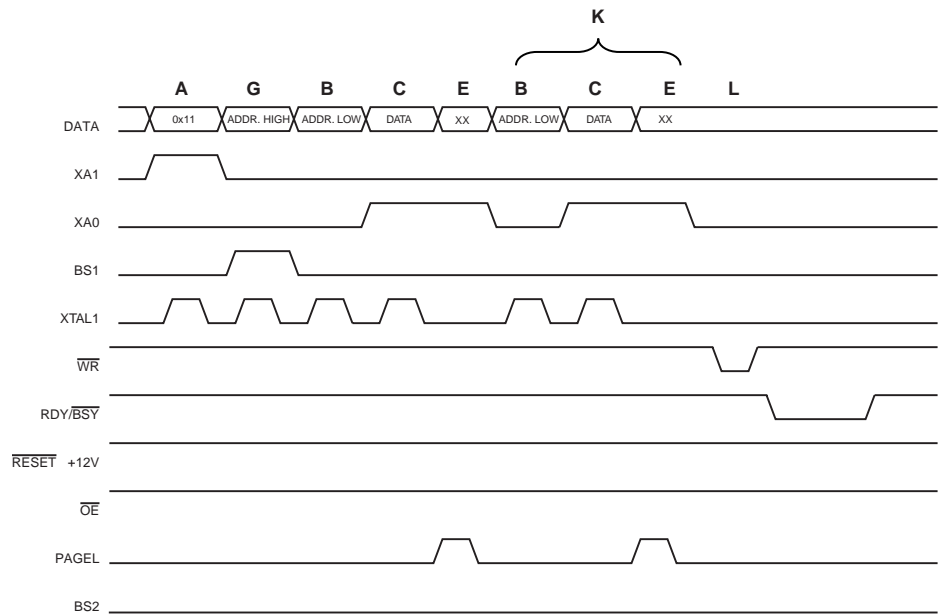 K
A G B C E B C E L
DATA 0x11 ADDR. HIGH ADDR. LOW DATA XX ADDR. LOW DATA XX
XA1
XA0
BS1
XTAL1
WR
RDY/BSY
RESET +12V
OE
PAGEL
BS2